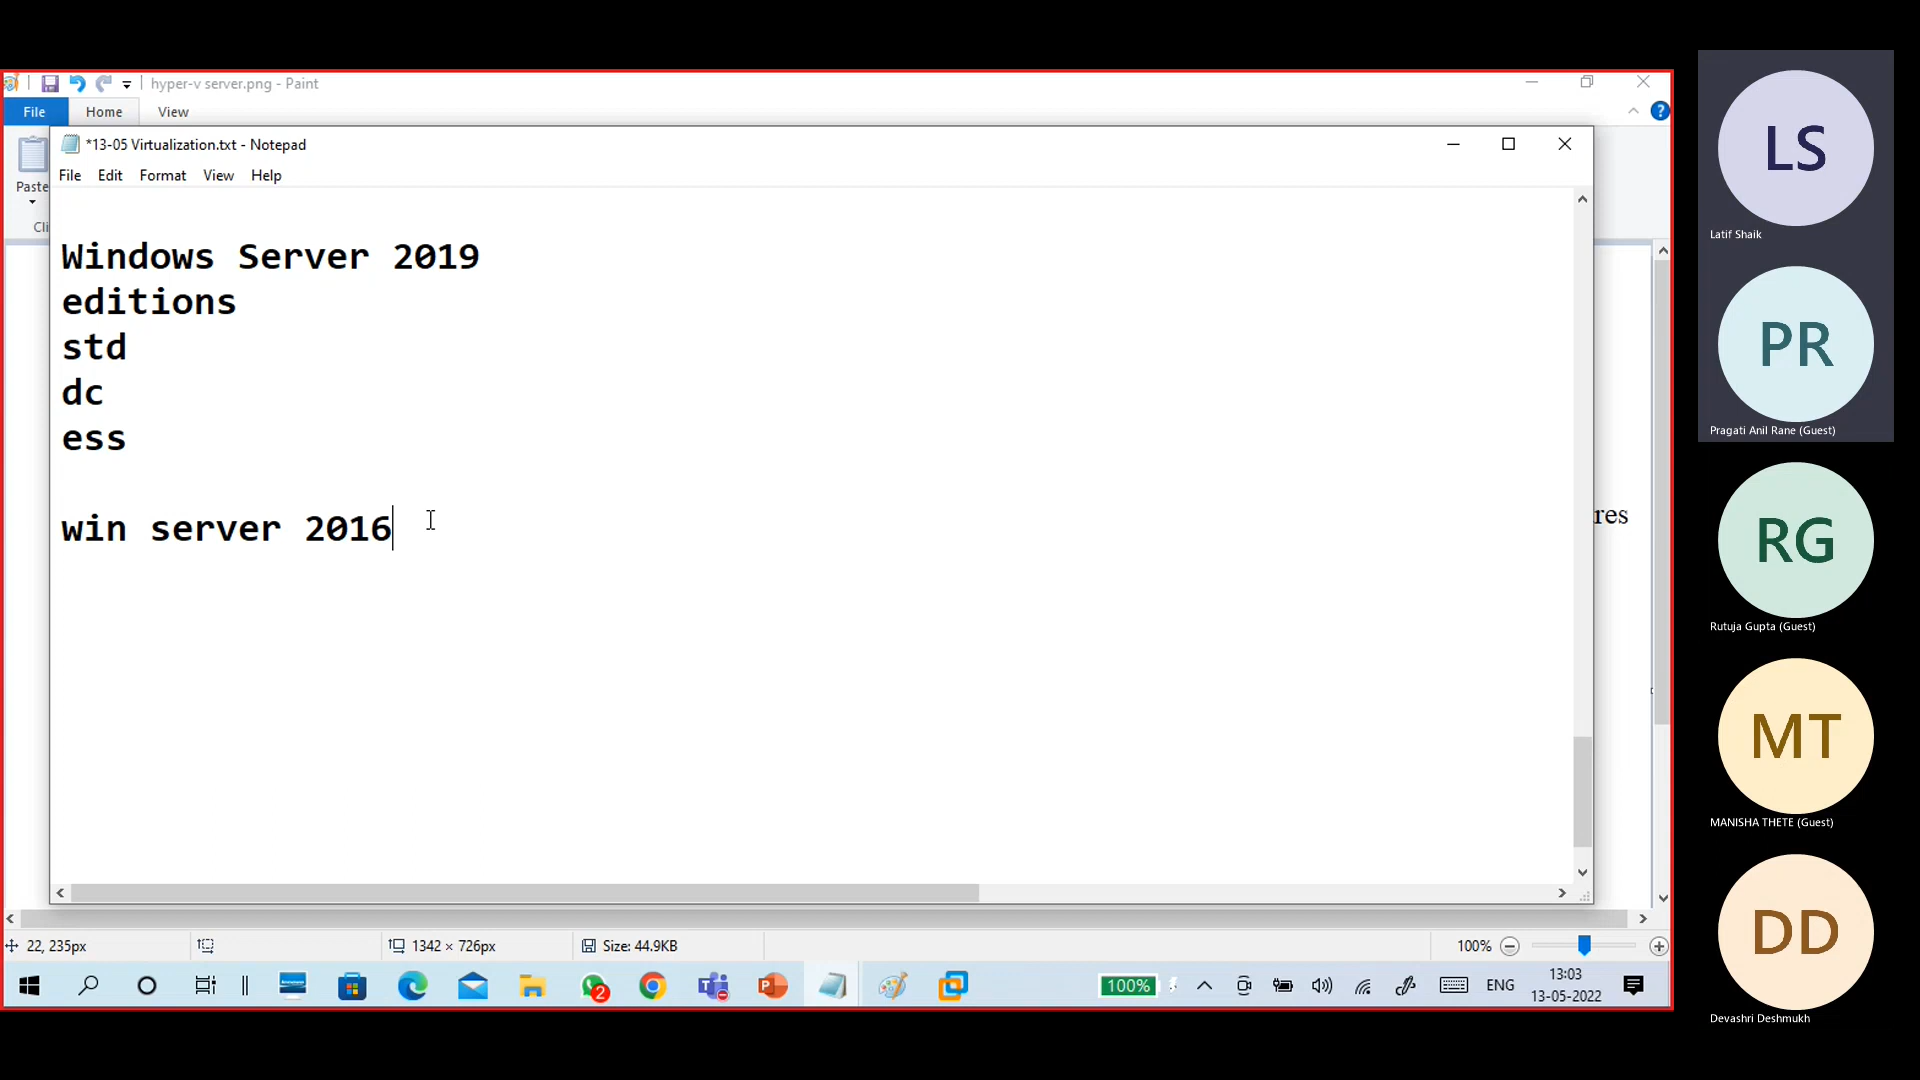 hyper-v server.png - Paint
File Home View
*13-05 Virtualization.txt - Notepad
File Edit Format View Help
Paste
Cli
Windows Server 2019
editions
std
dc
ess
win server 2016
res
22, 235px
1342 × 726px
Size: 44.9KB
100%
2
100%
ENG
13:03
13-05-2022
LS
Latif Shaik
PR
Pragati Anil Rane (Guest)
RG
Rutuja Gupta (Guest)
MT
MANISHA THETE (Guest)
DD
Devashri Deshmukh